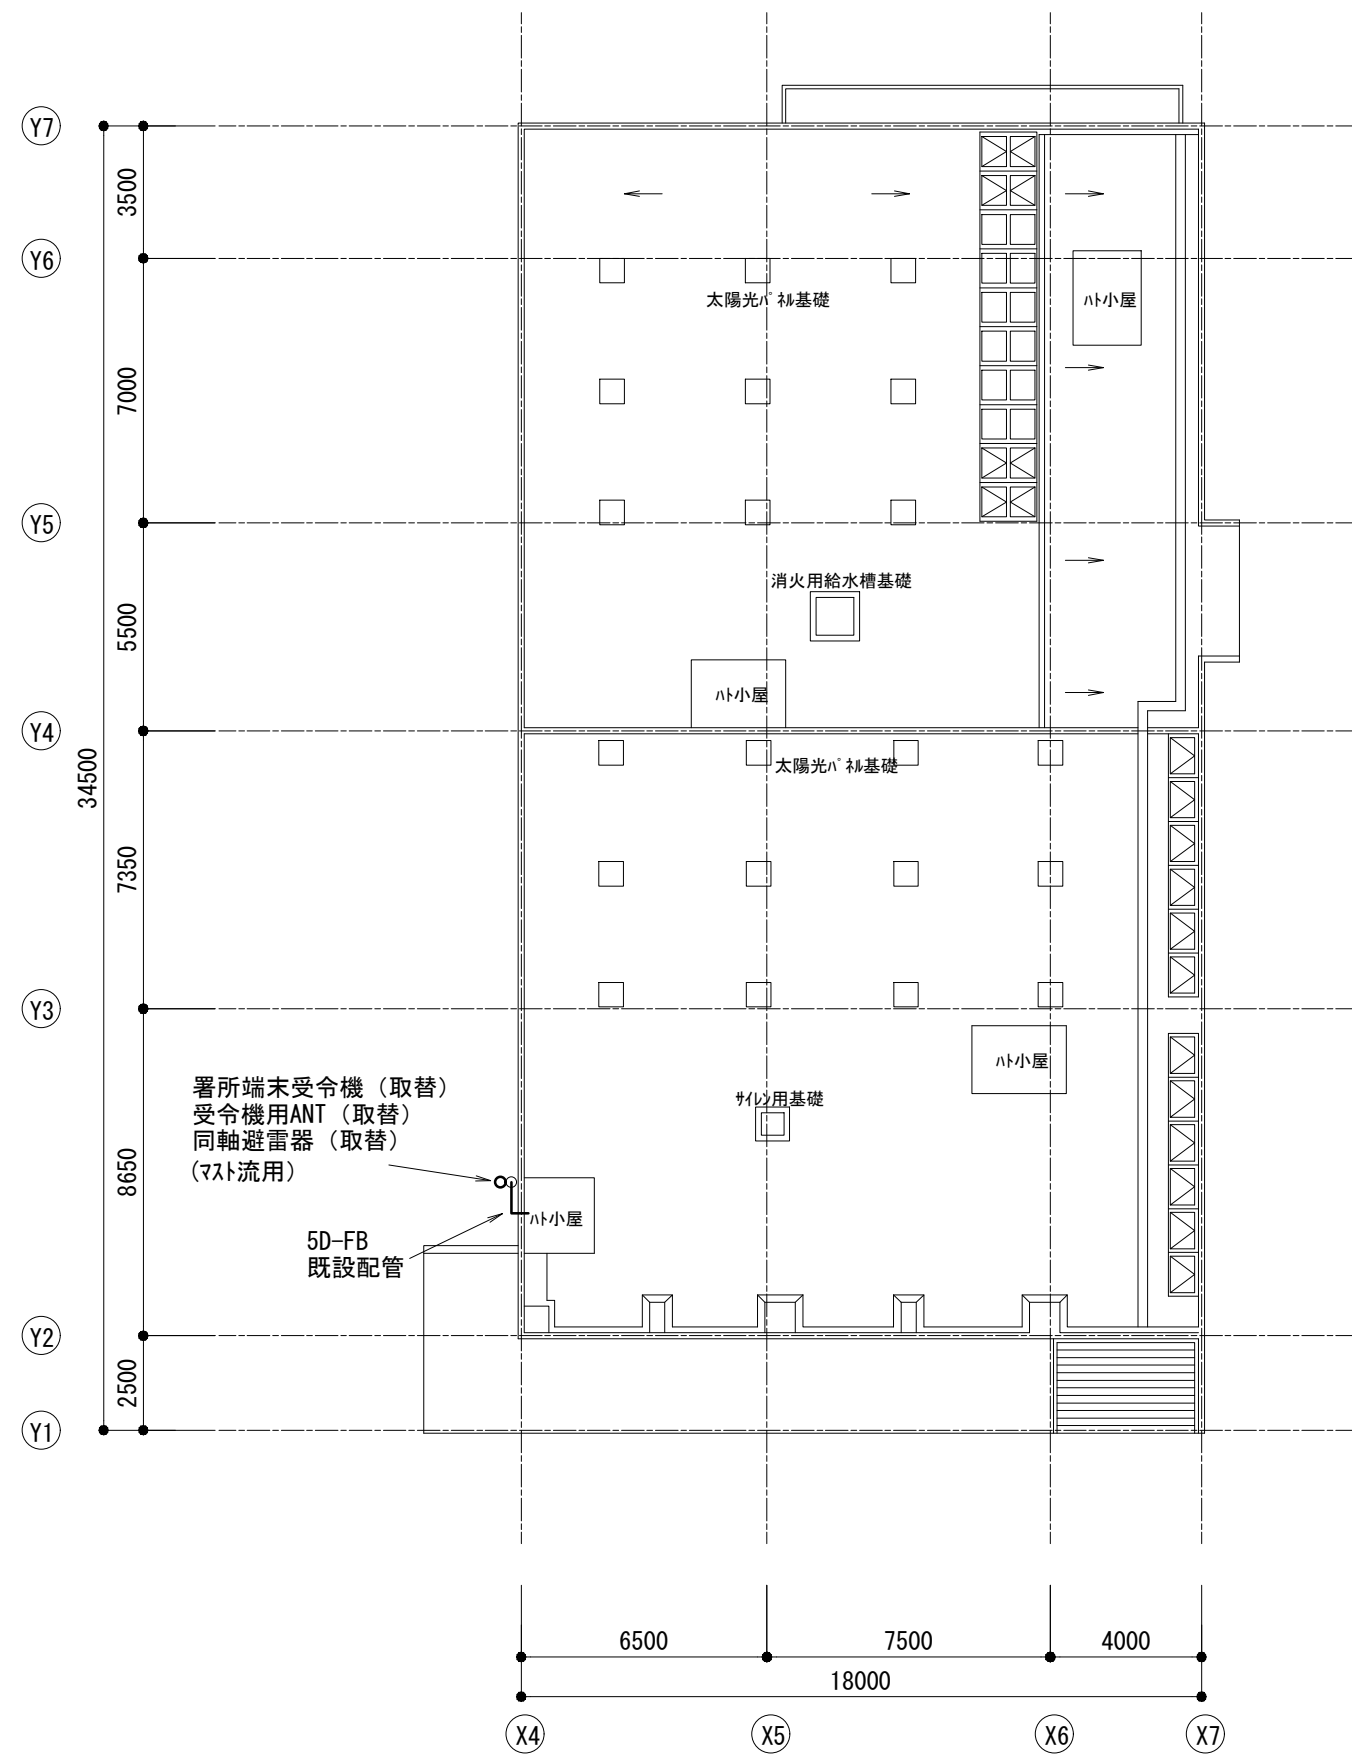 Y7
3500
Y6
太陽光ﾊﾟﾈﾙ基礎
ﾊﾄ小屋
7000
Y5
消火用給水槽基礎
5500
ﾊﾄ小屋
Y4
34500
太陽光ﾊﾟﾈﾙ基礎
7350
Y3
ﾊﾄ小屋
署所端末受令機（取替）
受令機用ANT（取替）
同軸避雷器（取替）
(ﾏｽﾄ流用)
ｻｲﾚﾝ用基礎
8650
ﾊﾄ小屋
5D-FB
既設配管
Y2
2500
Y1
6500
7500
4000
18000
X4
X5
X6
X7